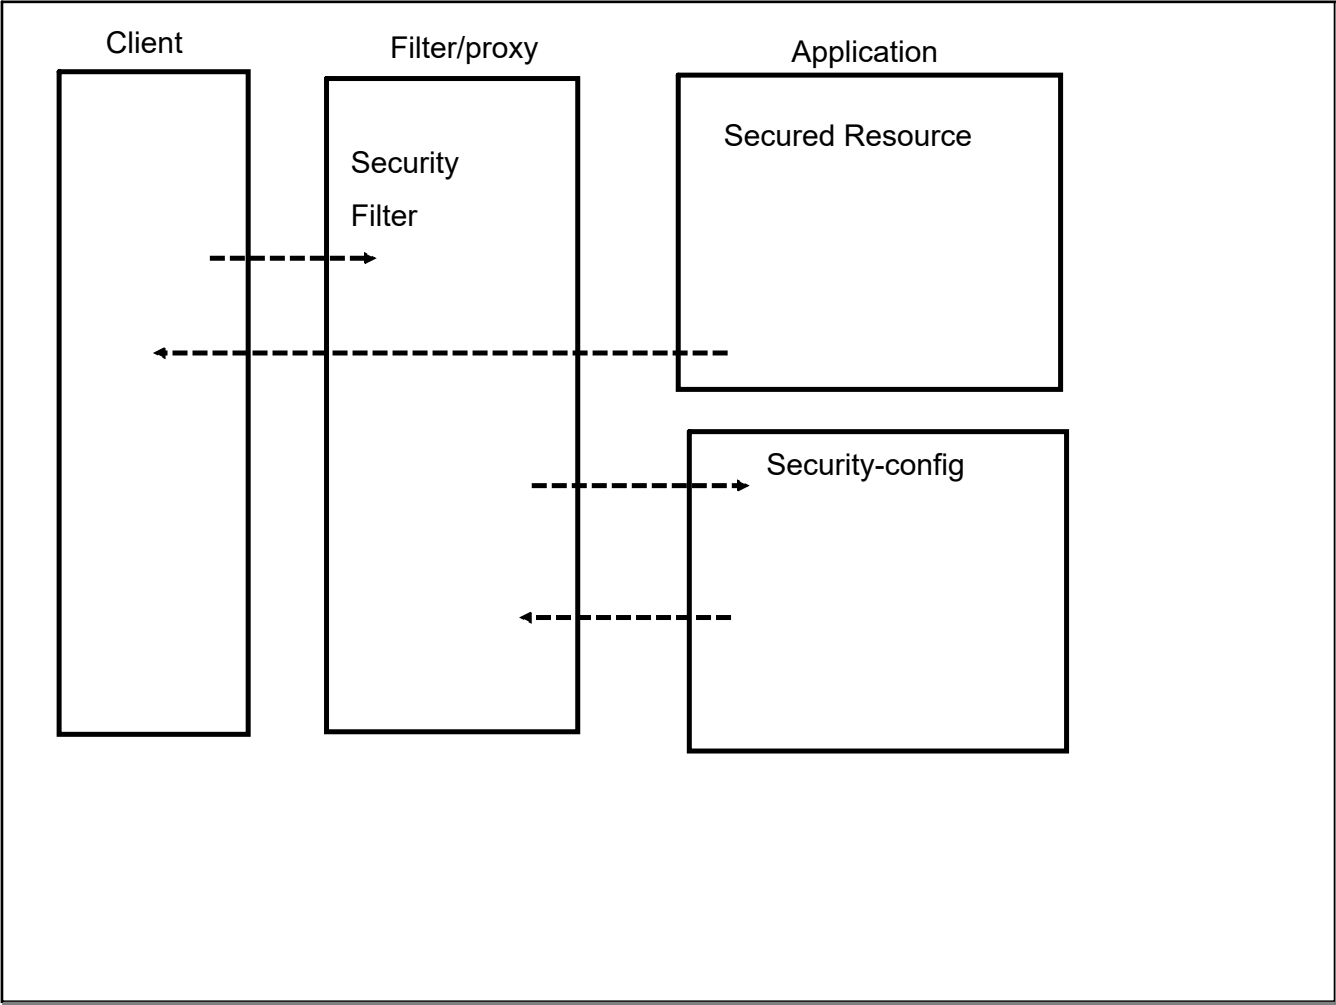 Client
Filter/proxy
Application
Secured Resource
Security
Filter
Security-config